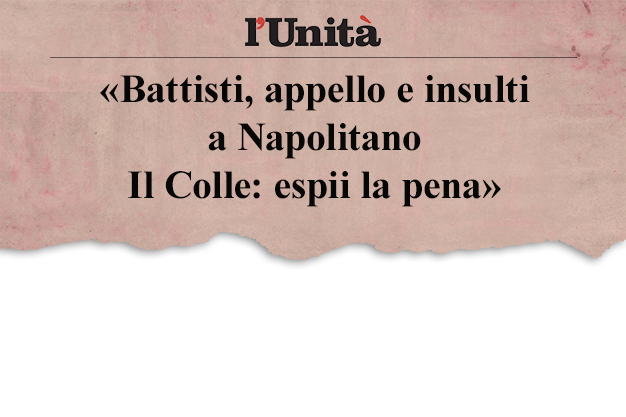 l'Unità
«Battisti, appello e insulti
a Napolitano
Il Colle: espii la pena»